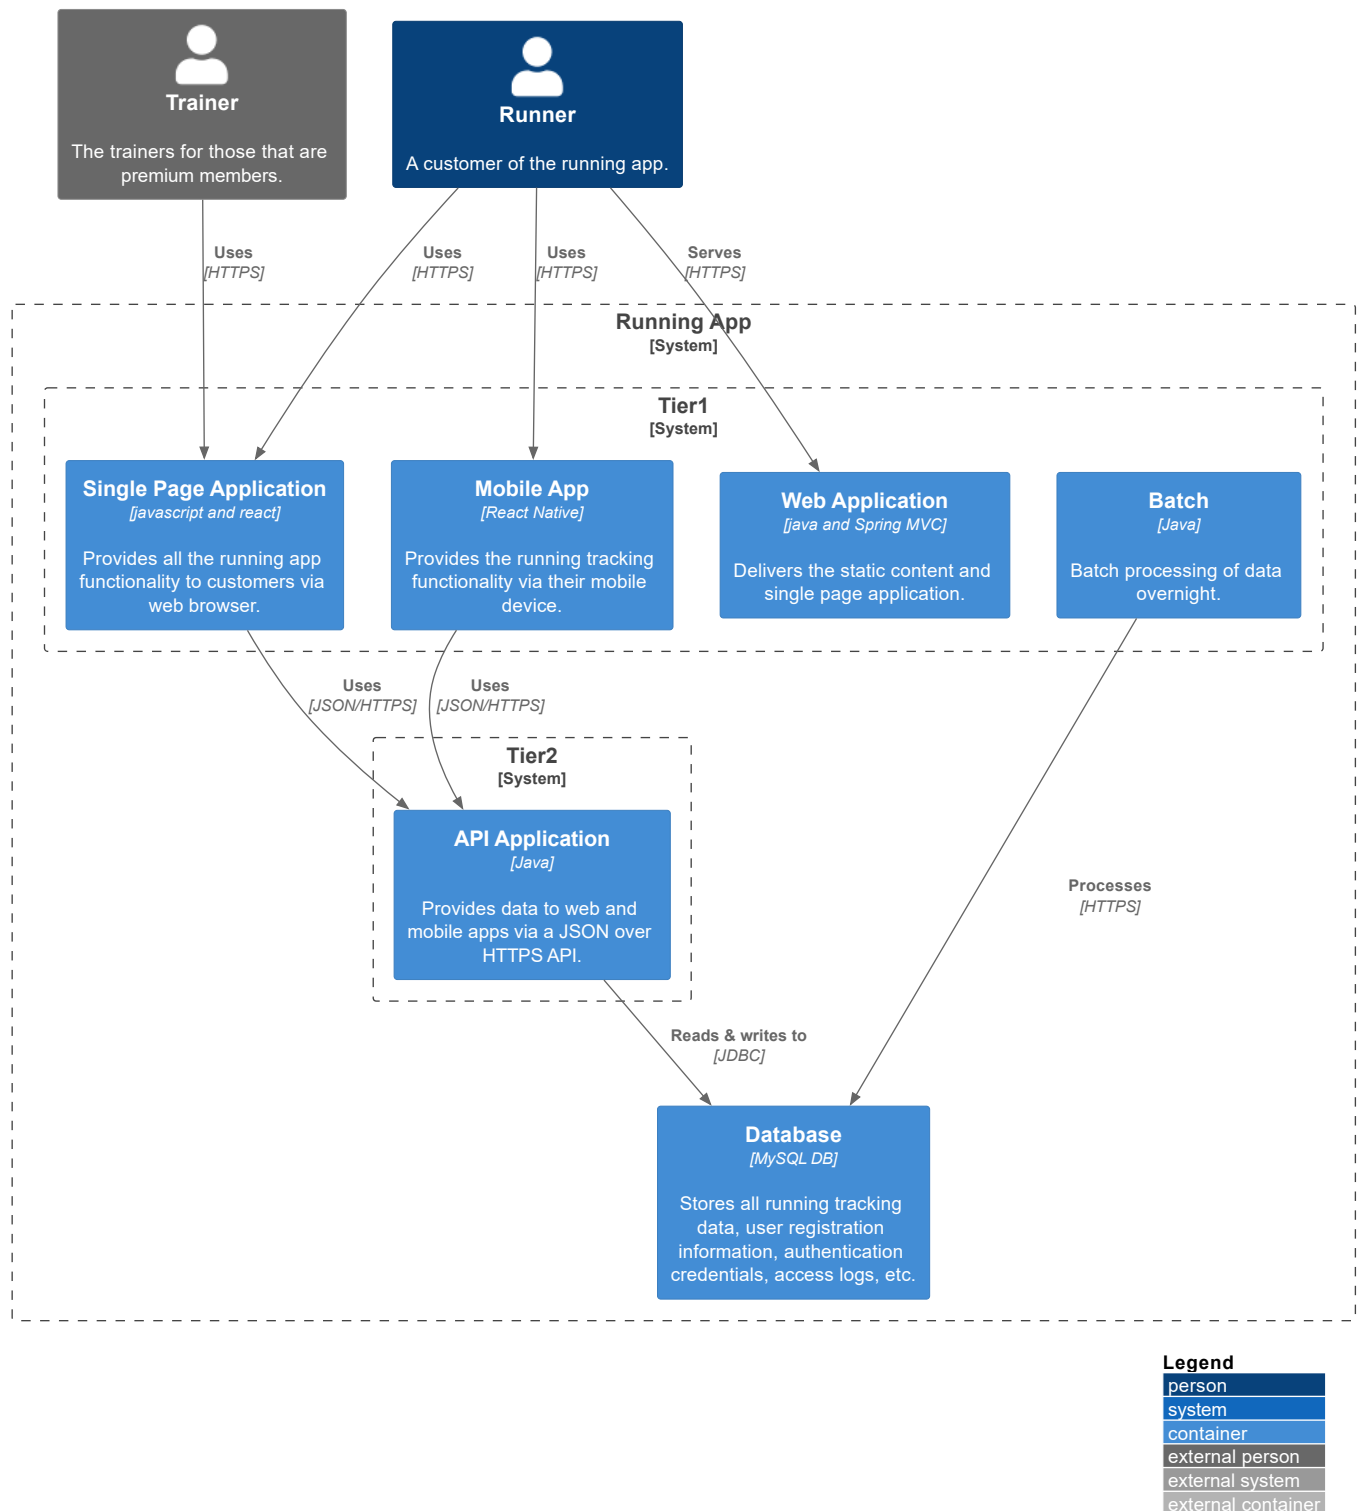 Trainer
The trainers for those that are
premium members.
Runner
A customer of the running app.
Uses
[HTTPS]
Uses
[HTTPS]
Uses
[HTTPS]
Serves
[HTTPS]
Running App
[System]
Tier1
[System]
Single Page Application
[javascript and react]
Provides all the running app
functionality to customers via
web browser.
Mobile App
[React Native]
Provides the running tracking
functionality via their mobile
device.
Web Application
[java and Spring MVC]
Delivers the static content and
single page application.
Batch
[Java]
Batch processing of data
overnight.
Uses
[JSON/HTTPS]
Uses
[JSON/HTTPS]
Tier2
[System]
API Application
[Java]
Provides data to web and
mobile apps via a JSON over
HTTPS API.
Processes
[HTTPS]
Reads & writes to
[JDBC]
Database
[MySQL DB]
Stores all running tracking
data, user registration
information, authentication
credentials, access logs, etc.
Legend
person
system
container
external person
external system
external container